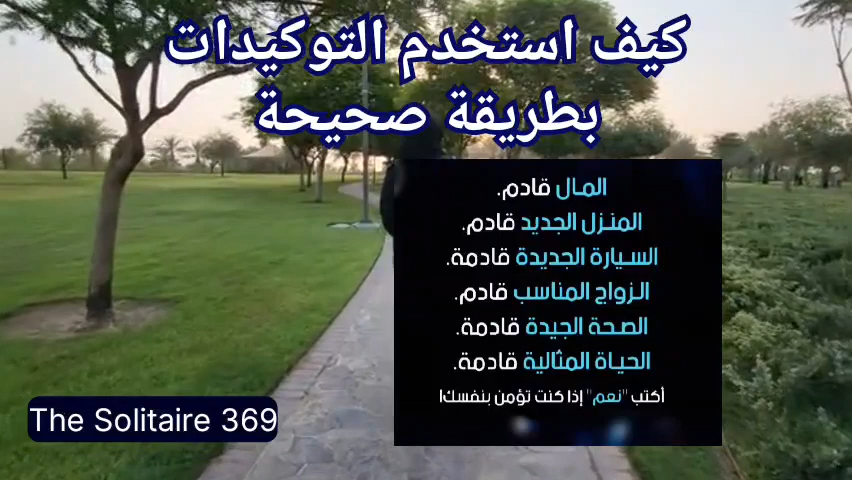 كيف استخدم التوكيدات
بطريقة صحيحة
المال قادم.
المنزل الجديد قادم.
السيارة الجديدة قادمة.
الزواج المناسب قادم.
الصحة الجيدة قادمة.
الحياة المثالية قادمة.
أكتب "نعم" إذا كنت تؤمن بنفسك!
The Solitaire 369